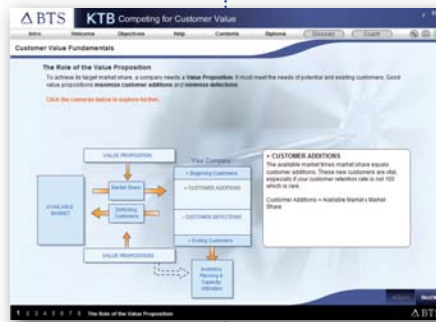 BTS KTB Competing for Customer Value
Intro Welcome Objectives Help Contents Diploma Glossary Coach
Customer Value Fundamentals
The Role of the Value Proposition
To achieve its target market share, a company needs a Value Proposition. It must meet the needs of potential and existing customers. Good
value propositions maximize customer additions and minimize defections.
Click the cameras below to explore further.
VALUE PROPOSITION
Your Company
+ Beginning Customers
Market Share
+ CUSTOMER ADDITIONS
AVAILABLE
MARKET
Defecting
Customers
- CUSTOMER DEFECTIONS
= Ending Customers
VALUE PROPOSITIONS
Inventory
Planning &
Capacity
Utilization
+ CUSTOMER ADDITIONS
The available market times market share equals
customer additions. These new customers are vital,
especially if your customer retention rate is not 100
which is rare.
Customer Additions = Available Market x Market
Share
1 2 3 4 5 6 7 8 The Role of the Value Proposition
Next
BTS